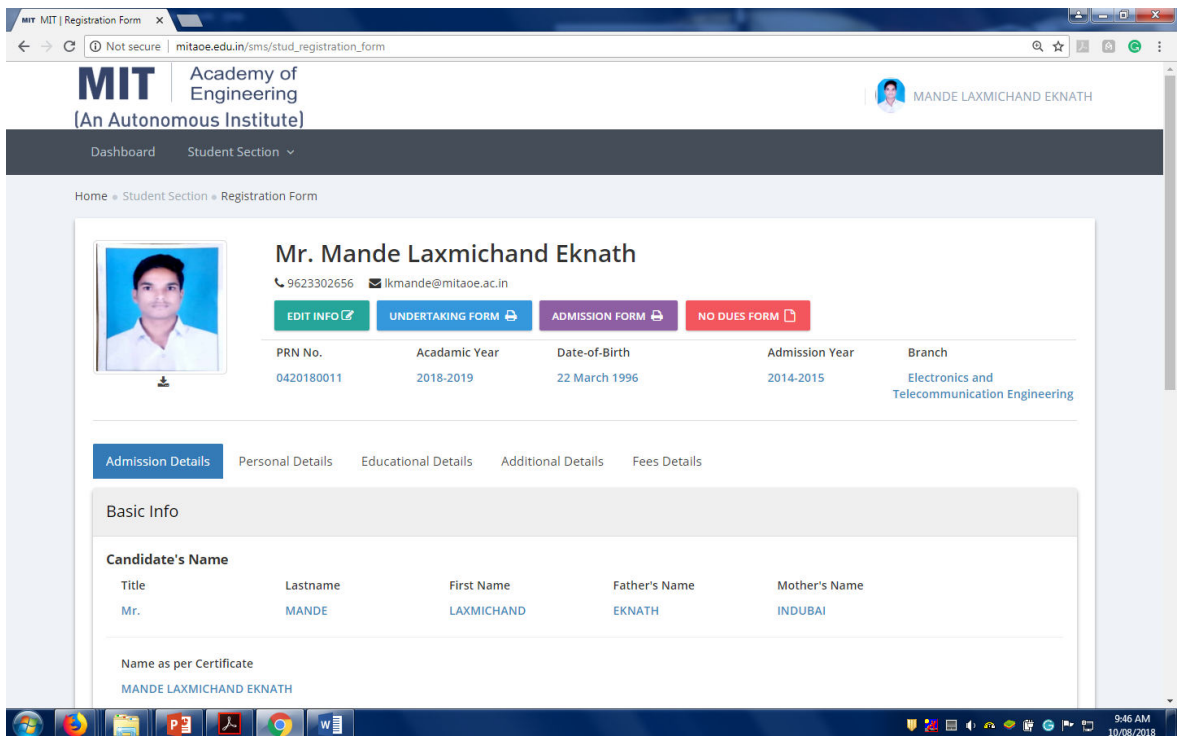 MIT MIT | Registration Form
Not secure | mitaoe.edu.in/sms/stud_registration_form
MIT Academy of
Engineering
(An Autonomous Institute)
MANDE LAXMICHAND EKNATH
Dashboard Student Section
Home Student Section Registration Form
Mr. Mande Laxmichand Eknath
9623302656 lkmande@mitaoe.ac.in
EDIT INFO UNDERTAKING FORM ADMISSION FORM NO DUES FORM
PRN No. Acadamic Year Date-of-Birth Admission Year Branch
0420180011 2018-2019 22 March 1996 2014-2015 Electronics and
Telecommunication Engineering
Admission Details Personal Details Educational Details Additional Details Fees Details
Basic Info
Candidate's Name
Title Lastname First Name Father's Name Mother's Name
Mr. MANDE LAXMICHAND EKNATH INDUBAI
Name as per Certificate
MANDE LAXMICHAND EKNATH
9:46 AM
10/08/2018